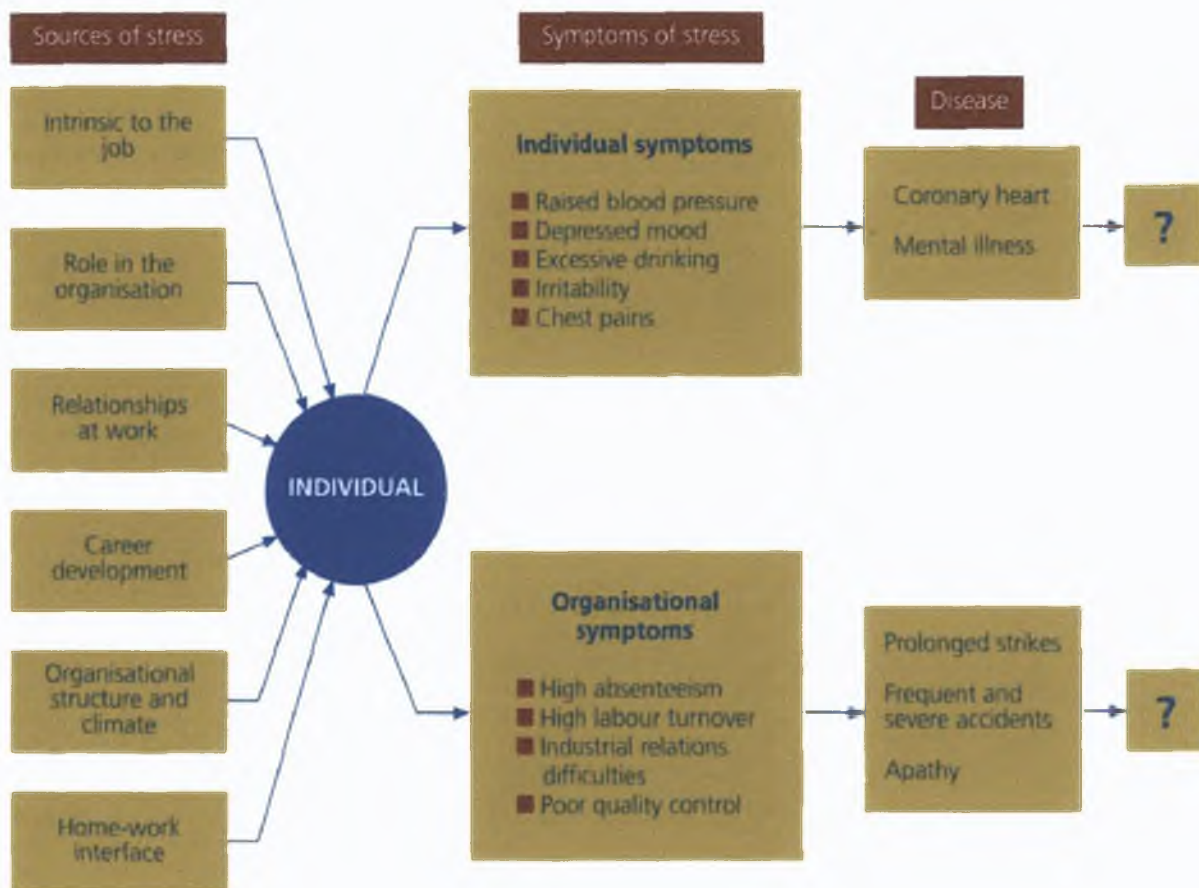 Sources of stress
Intrinsic to the
job
Role in the
organisation
Relationships
at work
Career
development
Organisational
structure and
climate
Home-work
interface
INDIVIDUAL
Symptoms of stress
Individual symptoms
Raised blood pressure
Depressed mood
Excessive drinking
Irritability
Chest pains
Organisational
symptoms
High absenteeism
High labour turnover
Industrial relations
difficulties
Poor quality control
Disease
Coronary heart
Mental illness
?
Prolonged strikes
Frequent and
severe accidents
Apathy
?